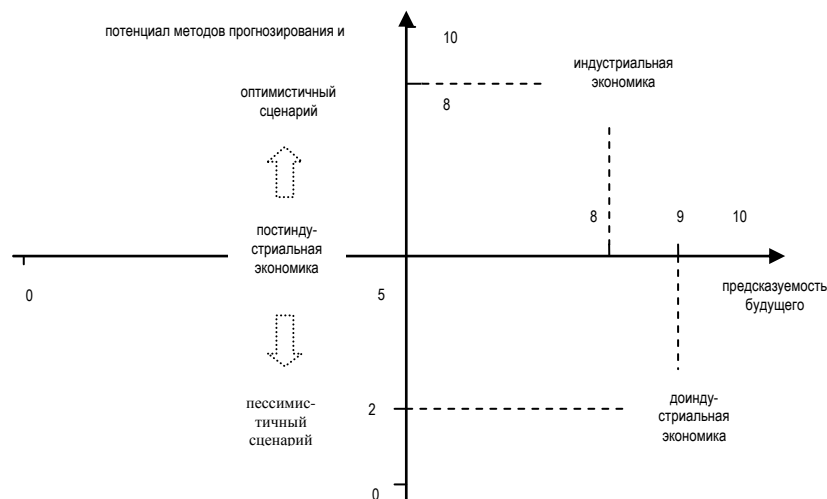 потенциал методов прогнозирования и
10
индустриальная
экономика
оптимистичный
сценарий
8
8
9
10
постинду-
стриальная
экономика
0
5
предсказуемость
будущего
пессимис-
тичный
сценарий
2
доинду-
стриальная
экономика
0